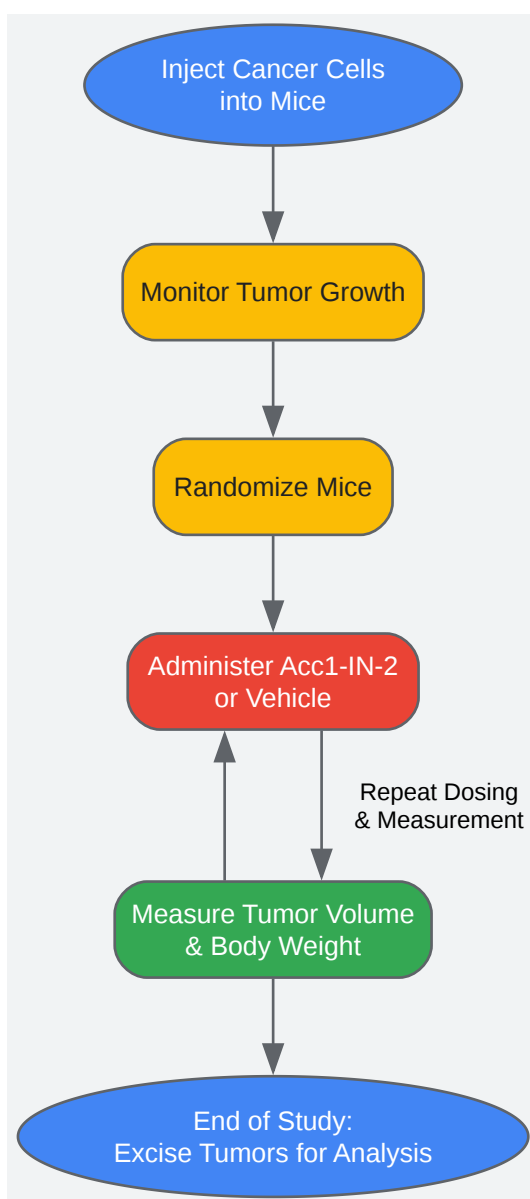 Inject Cancer Cells
into Mice
Monitor Tumor Growth
Randomize Mice
Administer Acc1-IN-2
or Vehicle
Repeat Dosing
& Measurement
Measure Tumor Volume
& Body Weight
End of Study:
Excise Tumors for Analysis